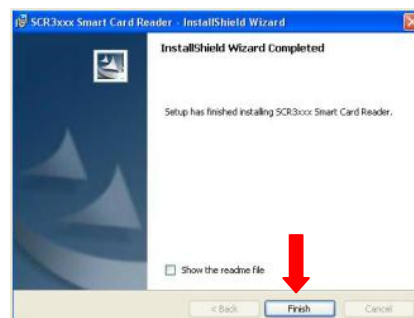 SCR3xxx Smart Card Reader - InstallShield Wizard
InstallShield Wizard Completed
Setup has finished installing SCR3xxx Smart Card Reader.
Show the readme file
< Back
Finish
Cancel